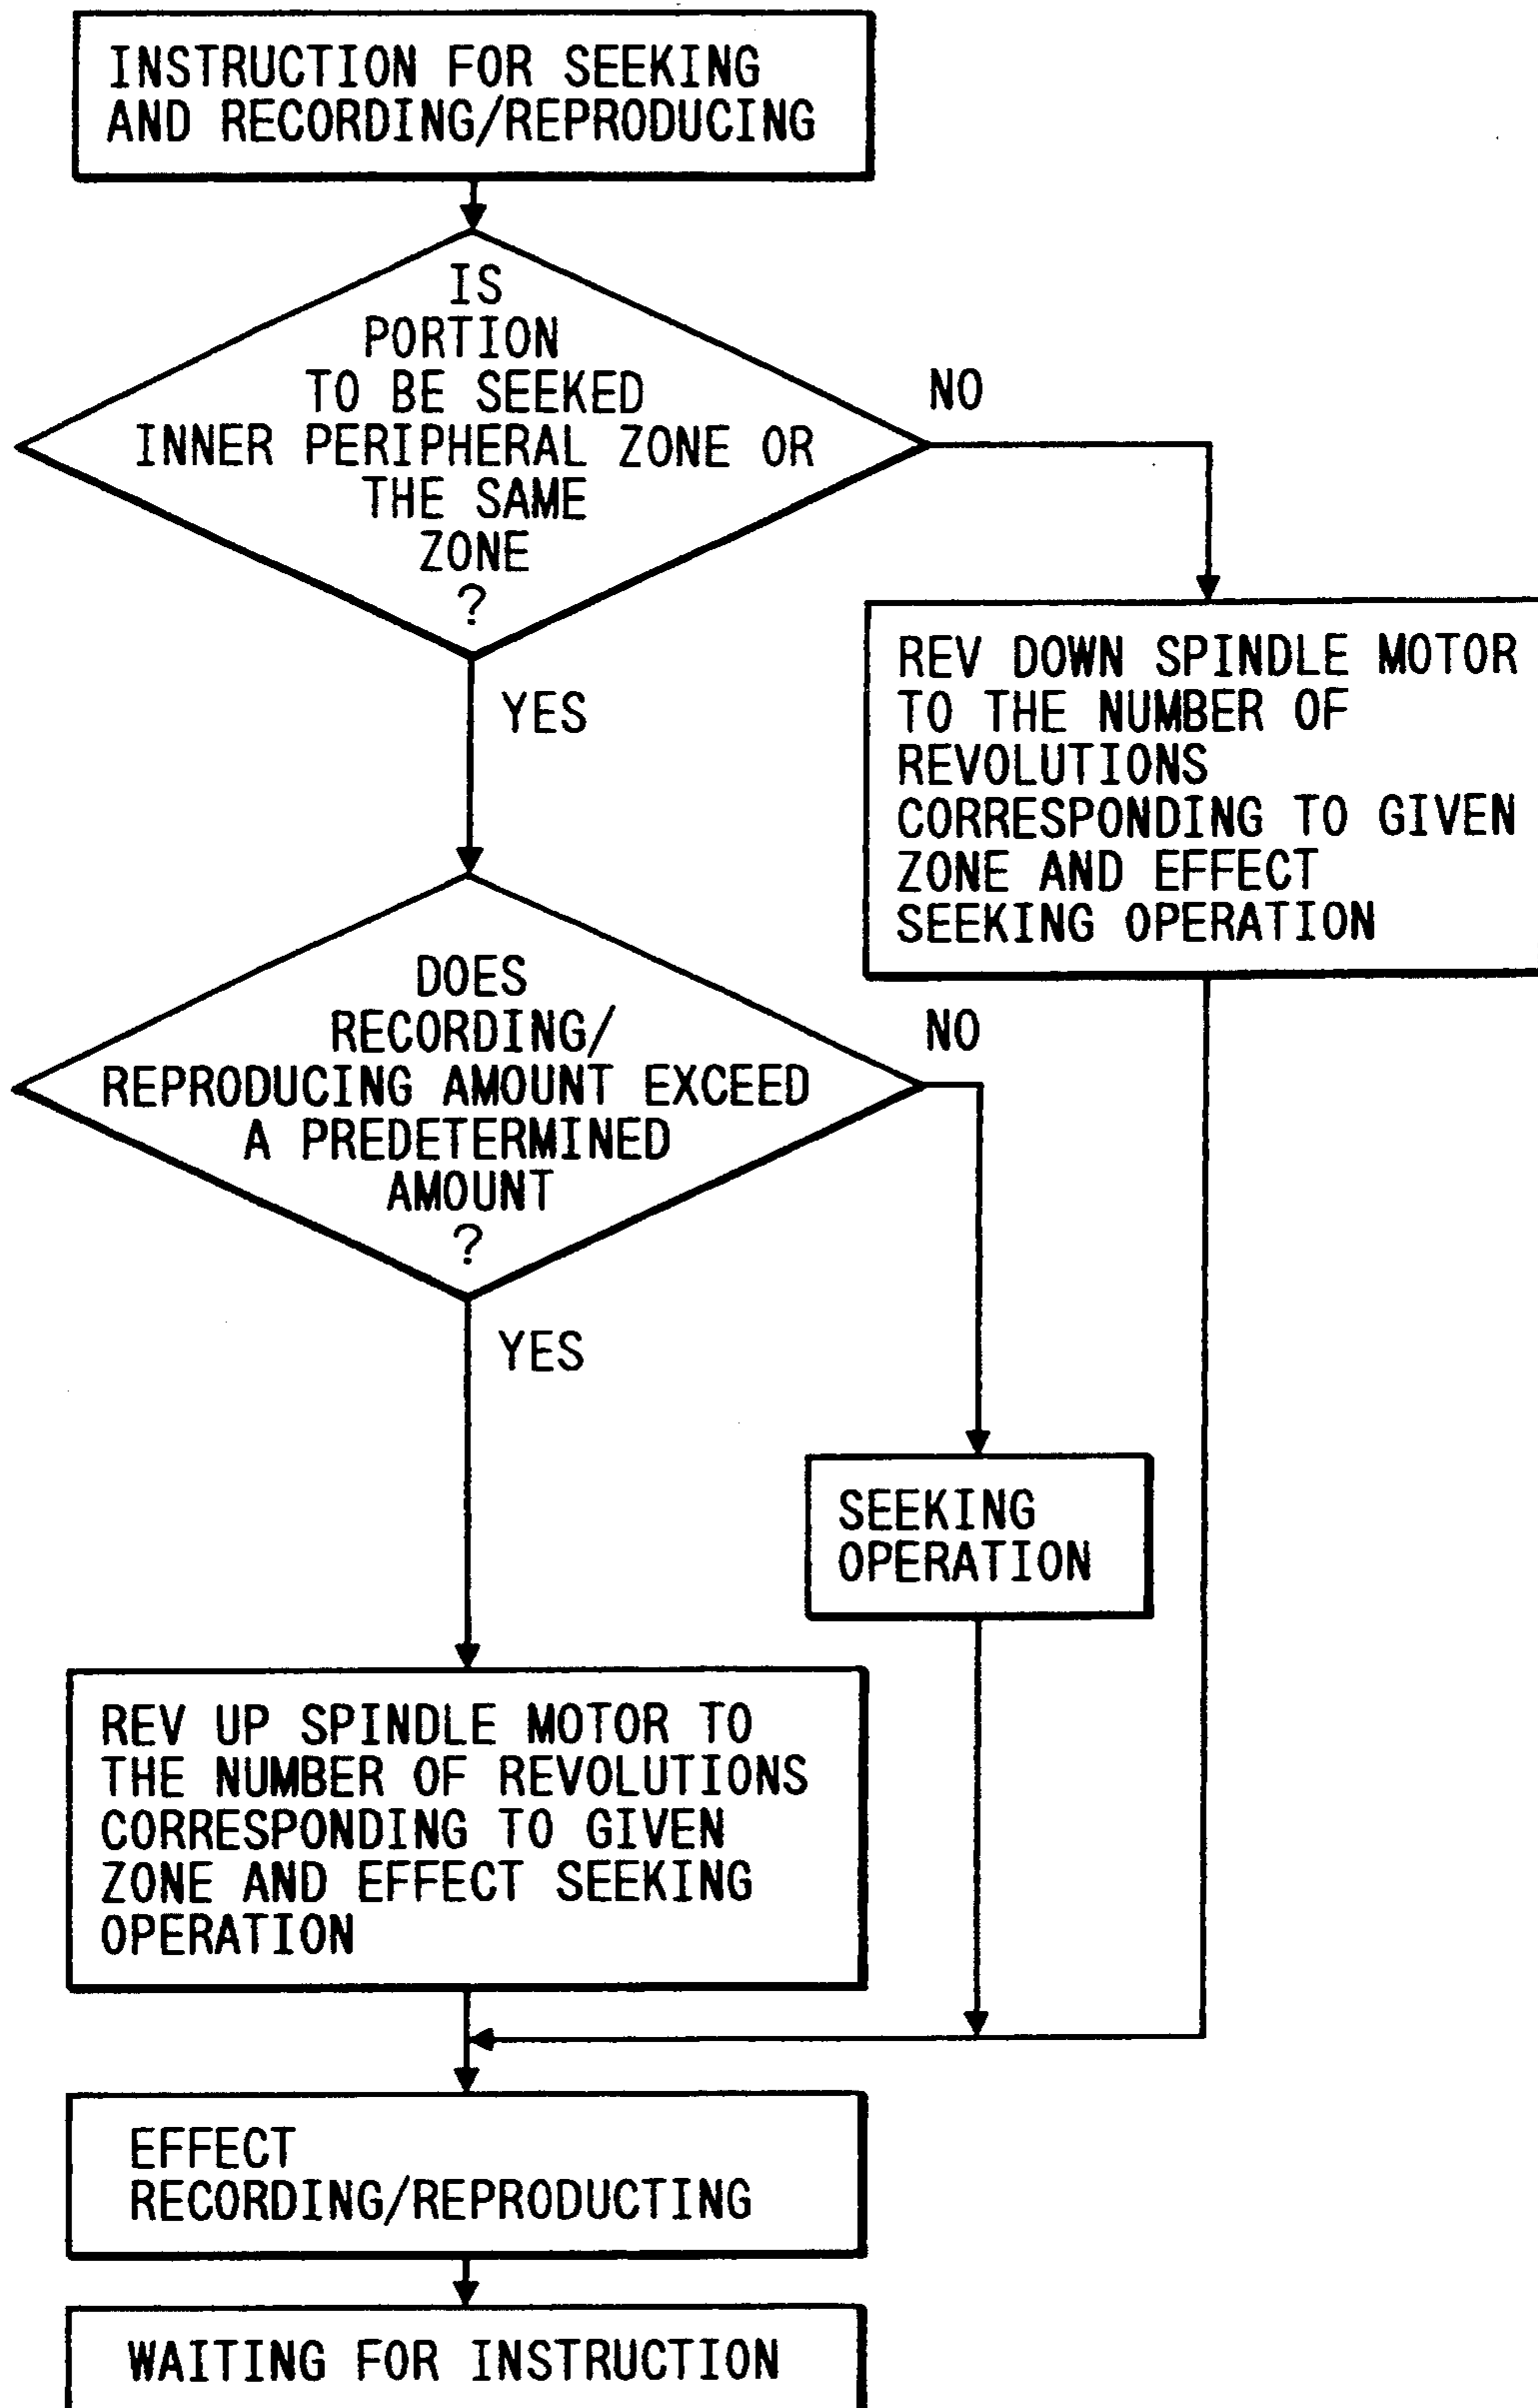 INSTRUCTION FOR SEEKING
AND RECORDING/REPRODUCING
IS
PORTION
TO BE SEEKED
INNER PERIPHERAL ZONE OR
THE SAME
ZONE
?
NO
YES
REV DOWN SPINDLE MOTOR
TO THE NUMBER OF
REVOLUTIONS
CORRESPONDING TO GIVEN
ZONE AND EFFECT
SEEKING OPERATION
DOES
RECORDING/
REPRODUCING AMOUNT EXCEED
A PREDETERMINED
AMOUNT
?
NO
YES
SEEKING
OPERATION
REV UP SPINDLE MOTOR TO
THE NUMBER OF REVOLUTIONS
CORRESPONDING TO GIVEN
ZONE AND EFFECT SEEKING
OPERATION
EFFECT
RECORDING/REPRODUCTING
WAITING FOR INSTRUCTION